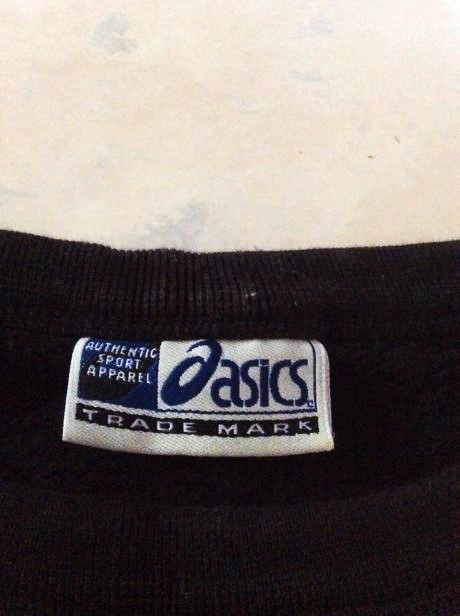 AUTHENTIC
SPORT
APPAREL
asics.
TRADE MARK